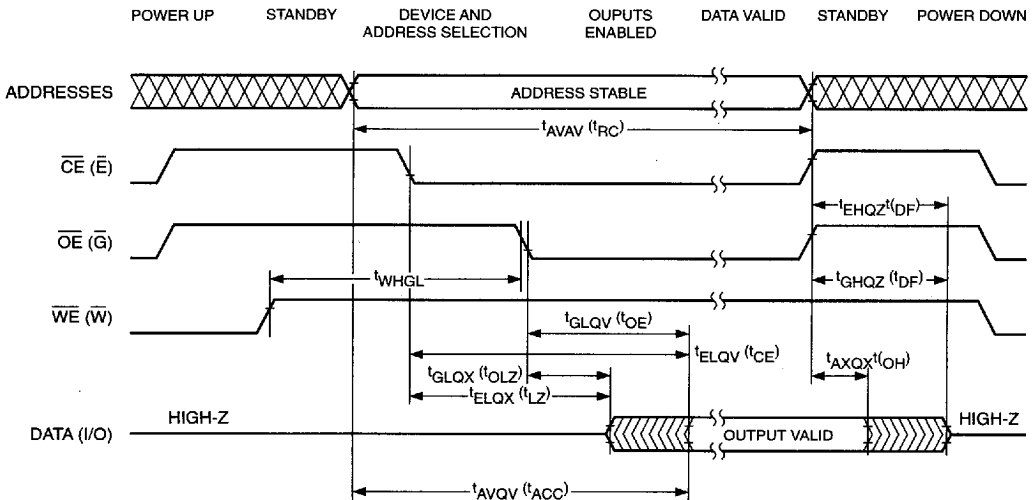 POWER UP STANDBY DEVICE AND ADDRESS SELECTION OUPUTS ENABLED DATA VALID STANDBY POWER DOWN
ADDRESSES ADDRESS STABLE
tAVAV (tRC)
CE (E)
tEHQZt(DF)
OE (G)
tWHGL tGHQZ (tDF)
WE (W)
tGLQV (tOE)
tELQV (tCE)
tGLQX (tOLZ) tAXQXt(OH)
tELQX (tLZ)
DATA (I/O) HIGH-Z OUTPUT VALID HIGH-Z
tAVQV (tACC)